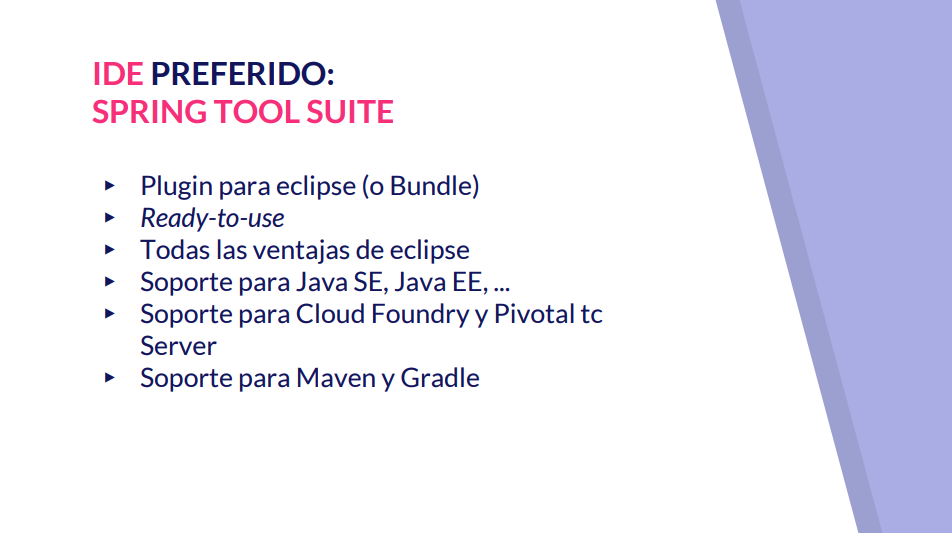 IDE PREFERIDO:
SPRING TOOL SUITE
▸ Plugin para eclipse (o Bundle)
▸ Ready-to-use
▸ Todas las ventajas de eclipse
▸ Soporte para Java SE, Java EE, ...
▸ Soporte para Cloud Foundry y Pivotal tc
Server
▸ Soporte para Maven y Gradle